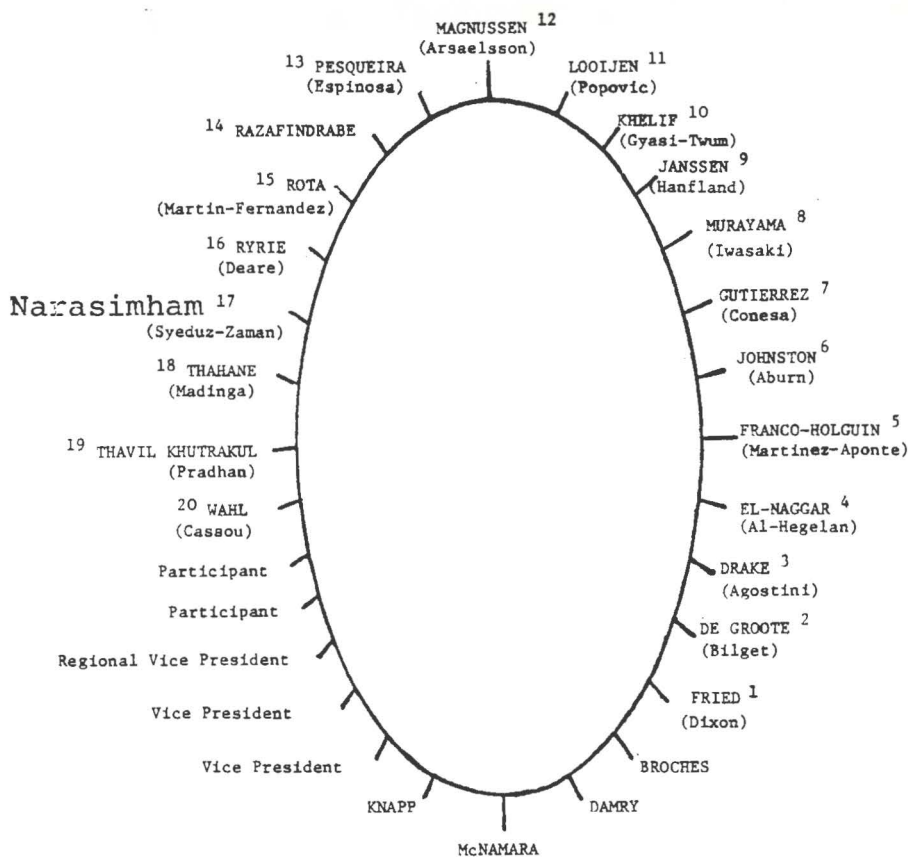 MAGNUSSEN 12
(Arsaelsson)
13 PESQUEIRA
(Espinosa)
LOOIJEN 11
(Popovic)
14 RAZAFINDRABE
KHELIF 10
(Gyasi-Twum)
JANSSEN 9
(Hanfland)
15 ROTA
(Martin-Fernandez)
MURAYAMA 8
(Iwasaki)
16 RYRIE
(Deare)
Narasimham 17
(Syeduz-Zaman)
GUTIERREZ 7
(Conesa)
18 THAHANE
(Madinga)
JOHNSTON 6
(Aburn)
19 THAVIL KHUTRAKUL
(Pradhan)
FRANCO-HOLGUIN 5
(Martinez-Aponte)
20 WAHL
(Cassou)
EL-NAGGAR 4
(Al-Hegelan)
Participant
DRAKE 3
(Agostini)
Participant
DE GROOTE 2
(Bilget)
Regional Vice President
FRIED 1
(Dixon)
Vice President
Vice President
BROCHES
KNAPP
DAMRY
McNAMARA